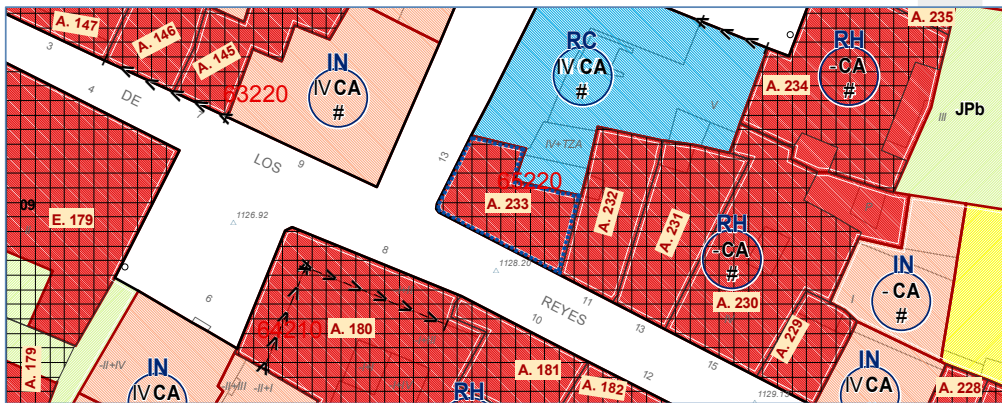 A. 147
A. 146
A. 145
IN
IV CA
#
RC
IV CA
#
RH
- CA
#
A. 235
A. 234
JPb
III
V
IV+TZA
3
4
DE
7
63220
LOS
9
13
65220
A. 233
A. 232
A. 231
RH
- CA
#
A. 230
A. 229
09
E. 179
1126.92
8
1128.20
REYES
11
13
15
10
12
6
64210
A. 180
A. 181
A. 182
A. 179
-II+IV
IN
IV CA
-II+III
-II+I
RH
IN
- CA
#
I
IN
IV CA
A. 228